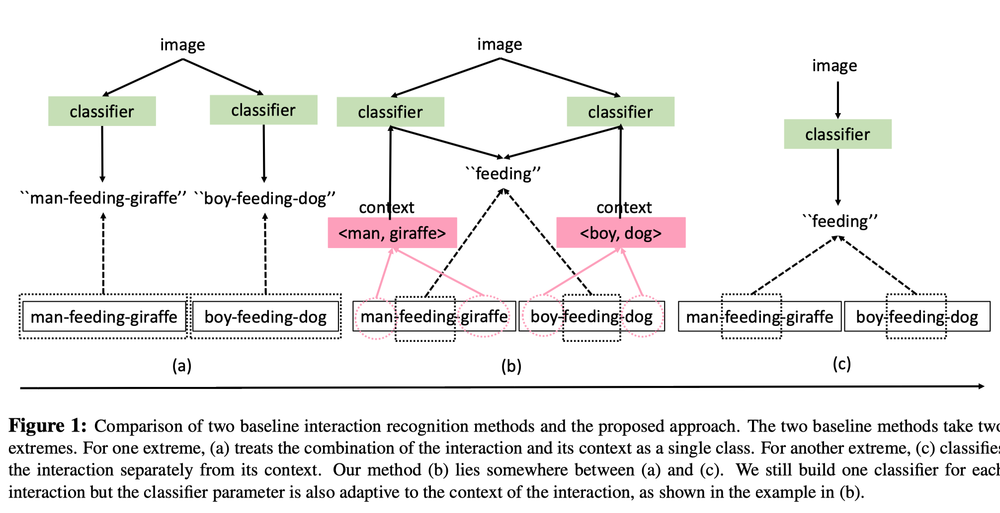 image
image
image
classifier
classifier
classifier
classifier
classifier
``feeding’’
``man-feeding-giraffe’’ ``boy-feeding-dog’’
context
context
``feeding’’
<man, giraffe>
<boy, dog>
man-feeding-giraffe
boy-feeding-dog
man-feeding-giraffe
boy-feeding-dog
man-feeding-giraffe
boy-feeding-dog
(a)
(b)
(c)
Figure 1: Comparison of two baseline interaction recognition methods and the proposed approach. The two baseline methods take two
extremes. For one extreme, (a) treats the combination of the interaction and its context as a single class. For another extreme, (c) classifies
the interaction separately from its context. Our method (b) lies somewhere between (a) and (c). We still build one classifier for each
interaction but the classifier parameter is also adaptive to the context of the interaction, as shown in the example in (b).